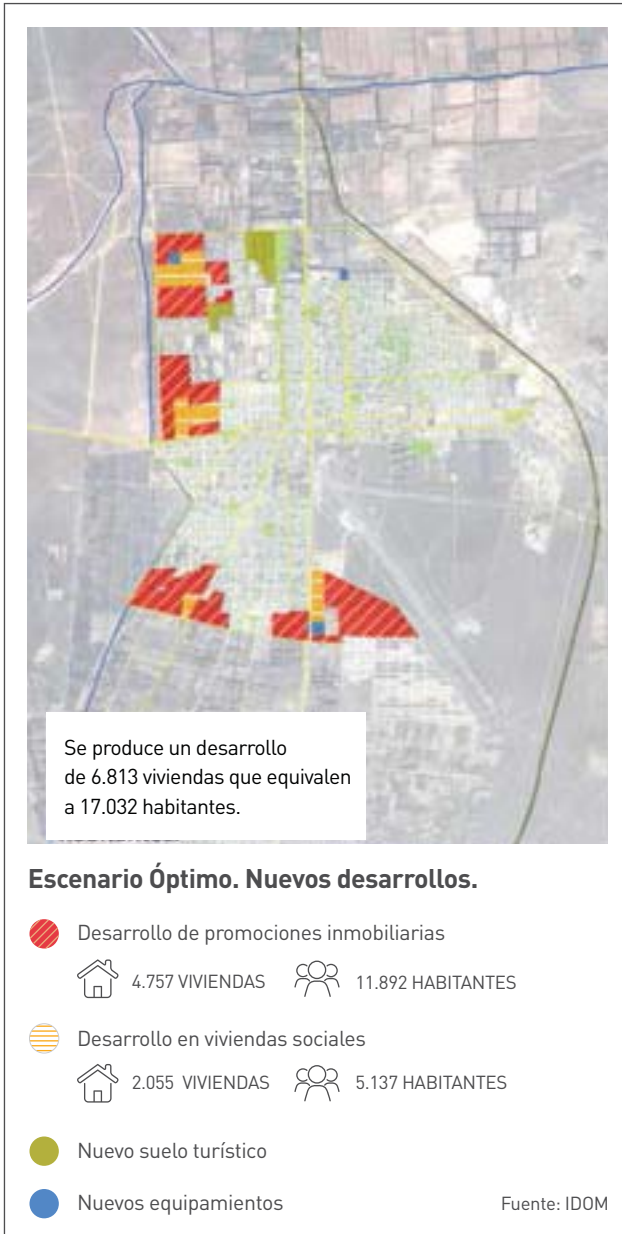 Se produce un desarrollo
de 6.813 viviendas que equivalen
a 17.032 habitantes.
Escenario Óptimo. Nuevos desarrollos.
Desarrollo de promociones inmobiliarias
4.757 VIVIENDAS 11.892 HABITANTES
Desarrollo en viviendas sociales
2.055 VIVIENDAS 5.137 HABITANTES
Nuevo suelo turístico
Nuevos equipamientos
Fuente: IDOM